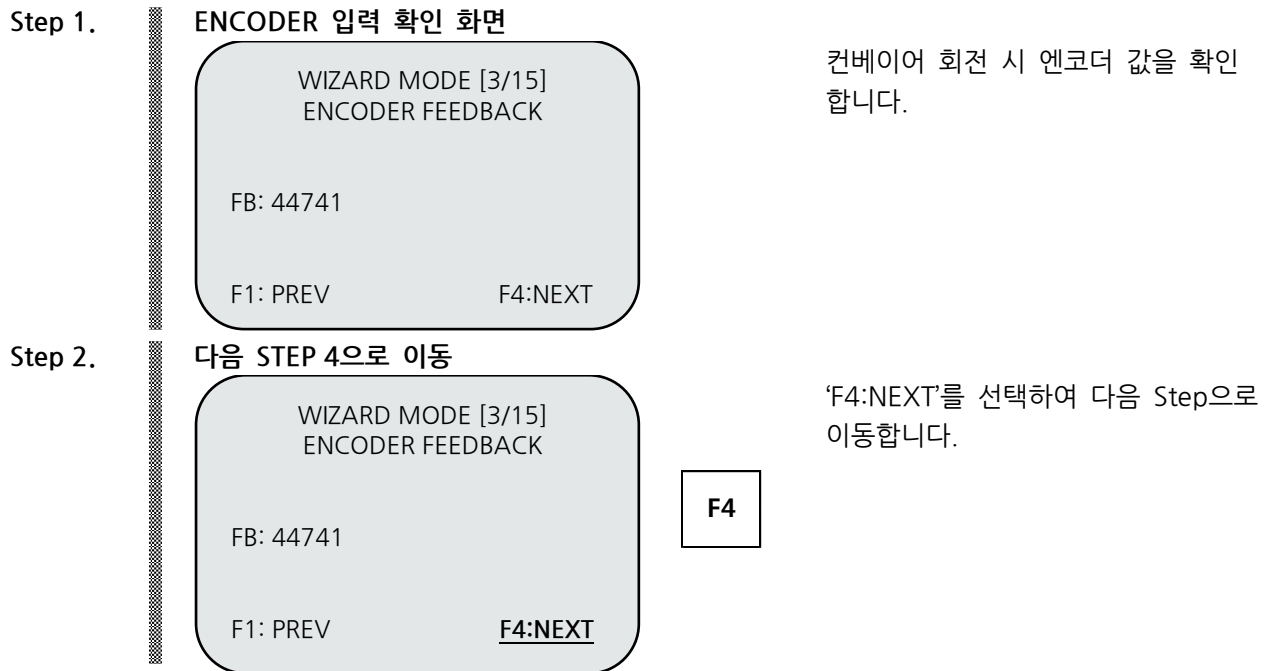 Step 1.
ENCODER 입력 확인 화면
WIZARD MODE [3/15]
ENCODER FEEDBACK
FB: 44741
F1: PREV F4:NEXT
컨베이어 회전 시 엔코더 값을 확인
합니다.
Step 2.
다음 STEP 4으로 이동
WIZARD MODE [3/15]
ENCODER FEEDBACK
FB: 44741
F1: PREV F4:NEXT
F4
‘F4:NEXT’를 선택하여 다음 Step으로
이동합니다.